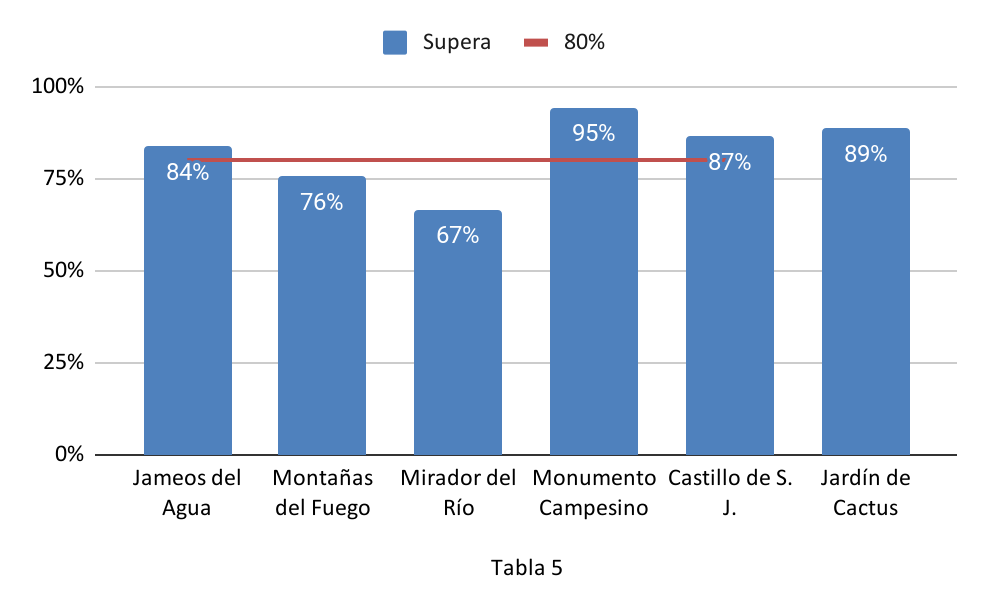 Supera 80%
100%
75%
50%
25%
0%
84%
76%
67%
95%
87%
89%
Jameos del
Agua
Montañas
del Fuego
Mirador del
Río
Monumento
Campesino
Castillo de S.
J.
Jardín de
Cactus
Tabla 5